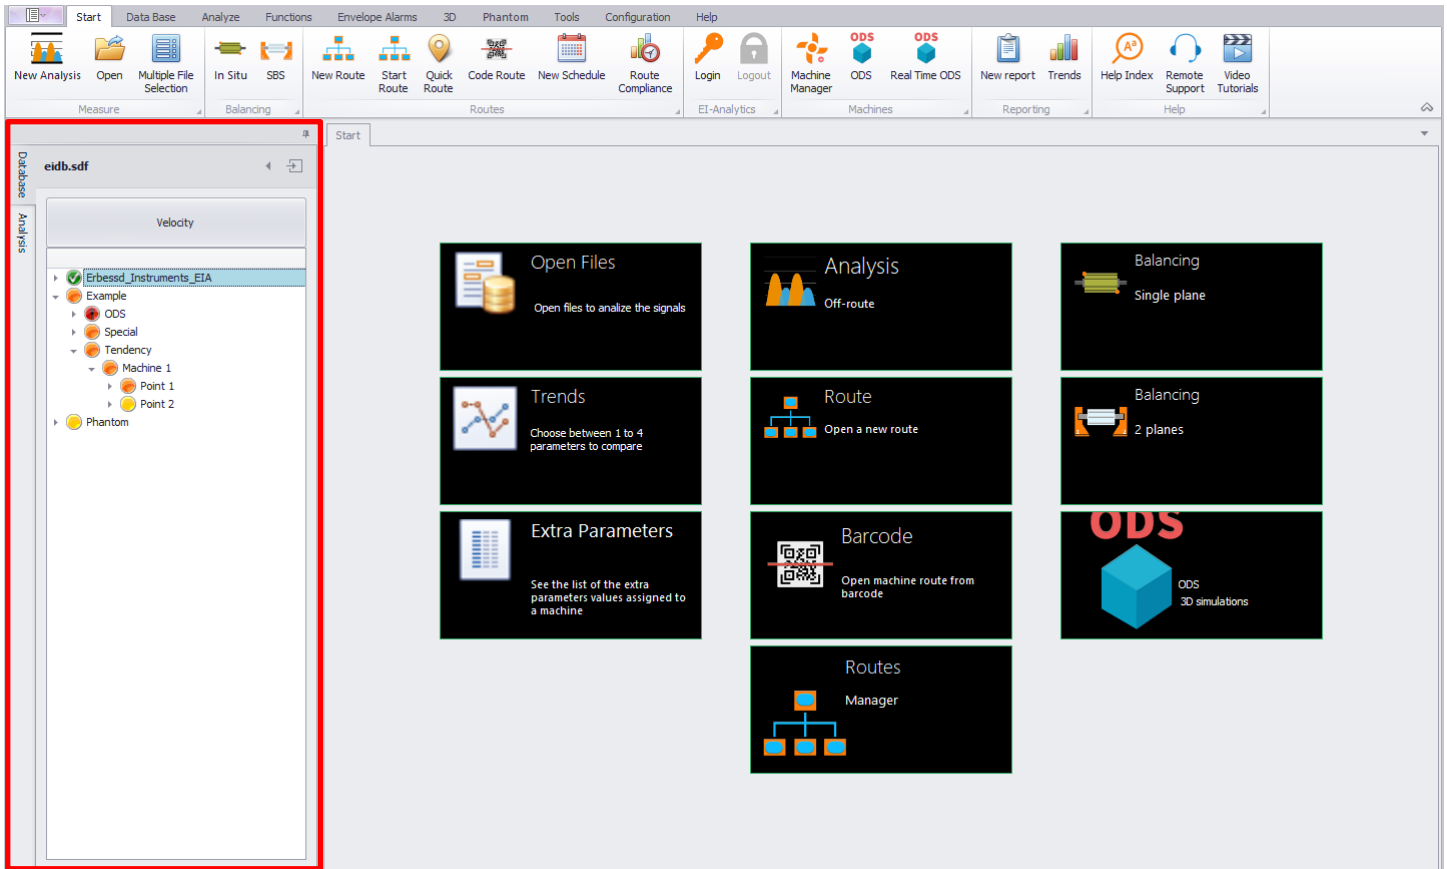 Start Data Base Analyze Functions Envelope Alarms 3D Phantom Tools Configuration Help
New Analysis
Open
Multiple File
Selection
In Situ
SBS
New Route
Start
Route
Quick
Route
Code Route
New Schedule
Route
Compliance
Login
Logout
Machine
Manager
ODS
ODS
ODS
Real Time ODS
New report
Trends
Aª
Help Index
Remote
Support
Video
Tutorials
Measure
Balancing
Routes
EI-Analytics
Machines
Reporting
Help
Database
Analysis
eidb.sdf
Velocity
Erbessd_Instruments_EIA
Example
ODS
Special
Tendency
Machine 1
Point 1
Point 2
Phantom
Start
Open Files
Open files to analize the signals
Analysis
Off-route
Balancing
Single plane
Trends
Choose between 1 to 4
parameters to compare
Route
Open a new route
Balancing
2 planes
Extra Parameters
See the list of the extra
parameters values assigned to
a machine
Barcode
Open machine route from
barcode
ODS
ODS
3D simulations
Routes
Manager